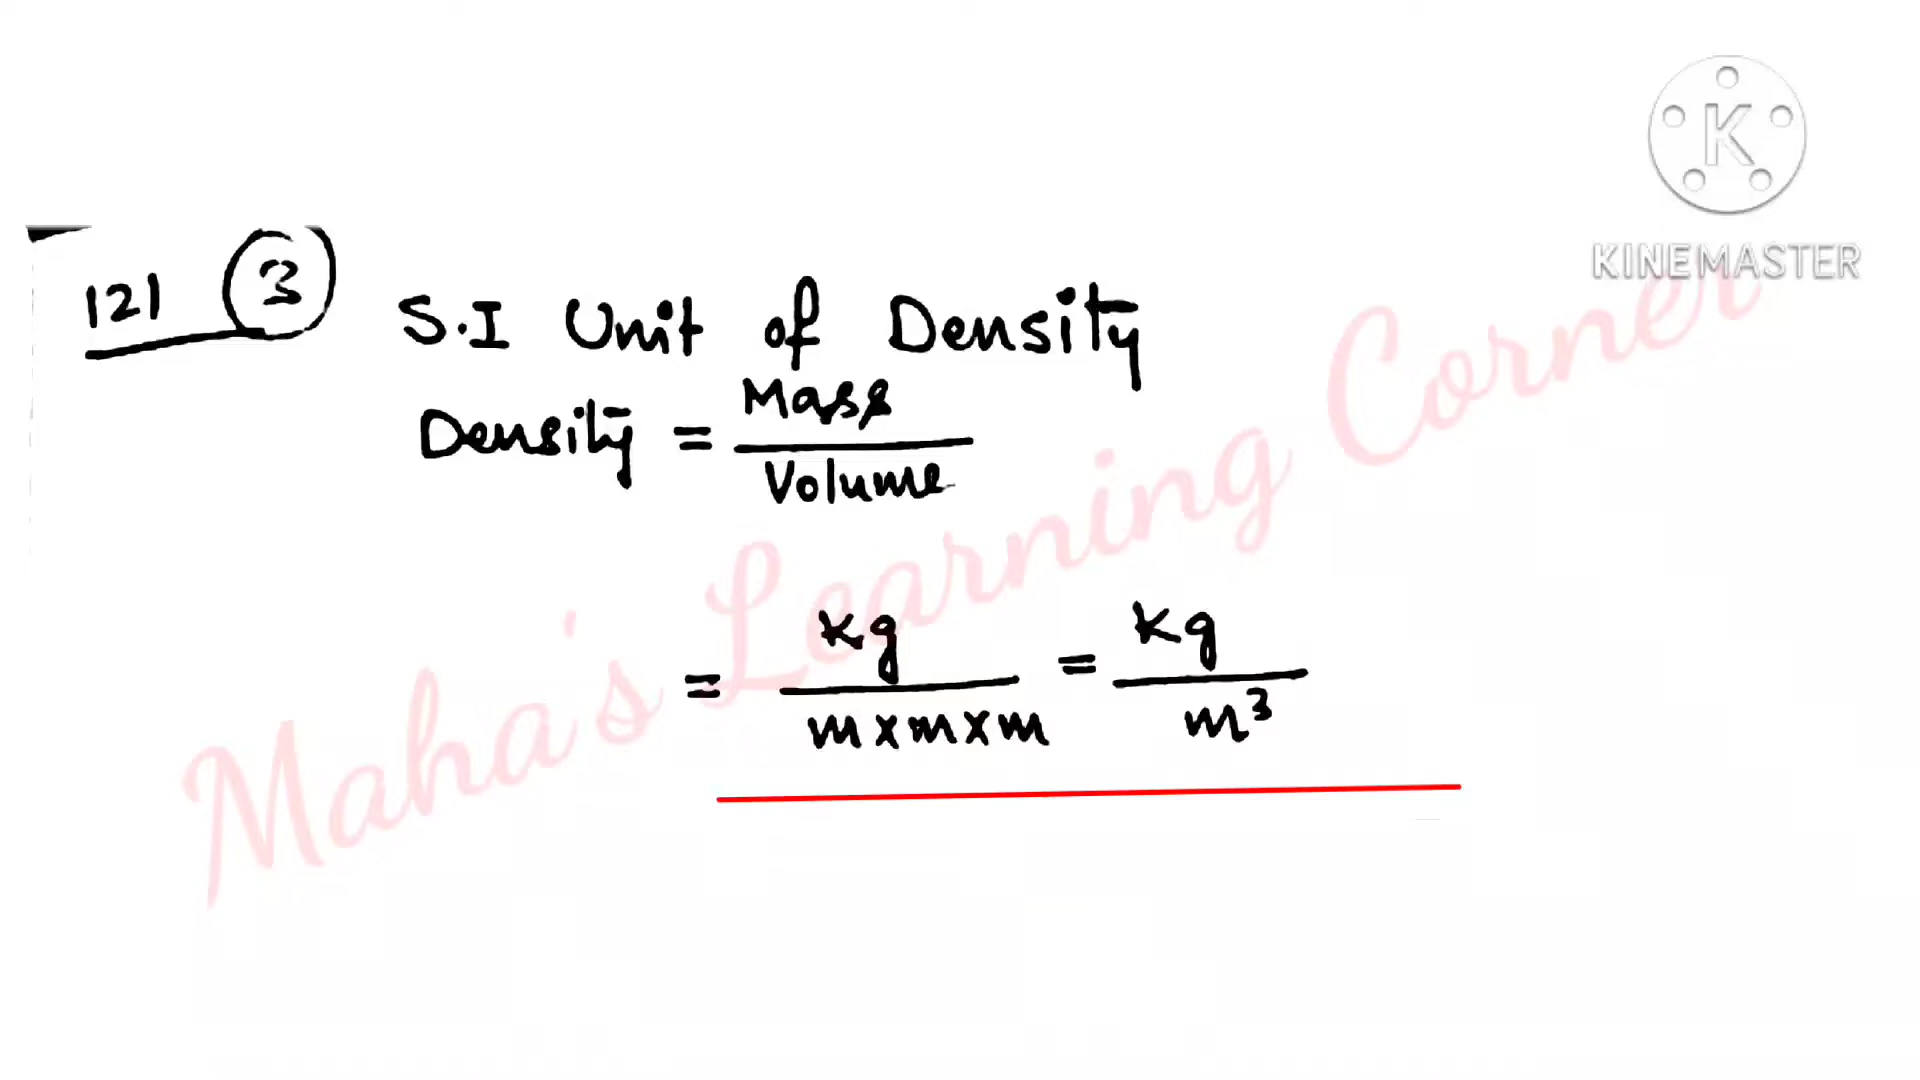 K
KINEMASTER
121 3
S.I Unit of Density
Density = Mass / Volume
= Kg / m×m×m = Kg / m³
Maha's Learning Corner